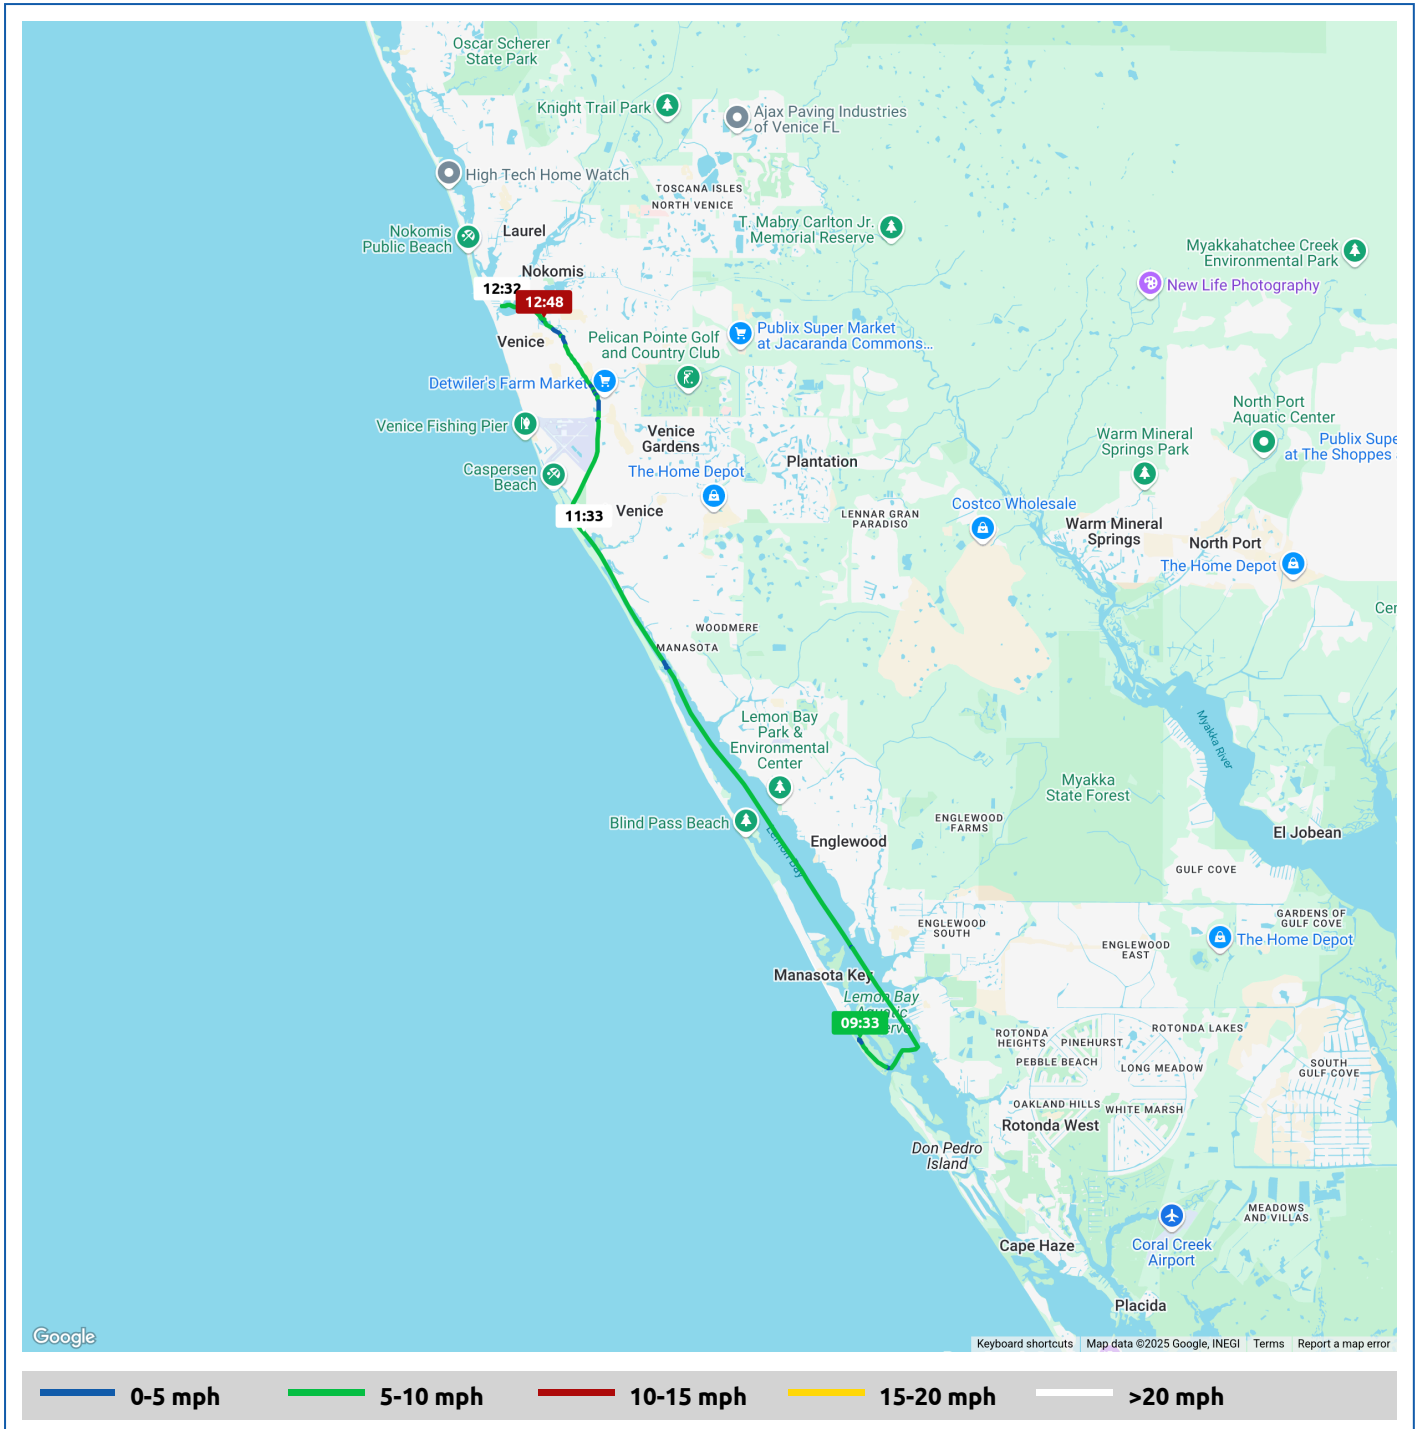 Oscar Scherer
State Park
Knight Trail Park
Ajax Paving Industries
of Venice FL
High Tech Home Watch
TOSCANA ISLES
NORTH VENICE
Nokomis
Public Beach
Laurel
T. Mabry Carlton Jr.
Memorial Reserve
Myakkahatchee Creek
Environmental Park
Nokomis
New Life Photography
12:32
12:48
Venice
Pelican Pointe Golf
and Country Club
Publix Super Market
at Jacaranda Commons...
Detwiler's Farm Market
Venice Fishing Pier
Venice
Gardens
North Port
Aquatic Center
Warm Mineral
Springs Park
Publix Supe
at The Shoppes
Plantation
Caspersen
Beach
The Home Depot
11:33
Venice
LENNAR GRAN
PARADISO
Costco Wholesale
Warm Mineral
Springs
North Port
The Home Depot
Cer
WOODMERE
MANASOTA
Lemon Bay
Park &
Environmental
Center
Myakka River
Myakka
State Forest
Blind Pass Beach
Lemon Bay
Englewood
ENGLEWOOD
FARMS
El Jobean
GULF COVE
ENGLEWOOD
SOUTH
GARDENS OF
GULF COVE
ENGLEWOOD
EAST
The Home Depot
Manasota Key
Lemon Bay
Aquatic
erve
09:33
ROTONDA
HEIGHTS
PINEHURST
ROTONDA LAKES
PEBBLE BEACH
LONG MEADOW
SOUTH
GULF COVE
OAKLAND HILLS
WHITE MARSH
Rotonda West
Don Pedro
Island
MEADOWS
AND VILLAS
Cape Haze
Coral Creek
Airport
Placida
Google
Keyboard shortcuts
Map data ©2025 Google, INEGI
Terms
Report a map error
0-5 mph
5-10 mph
10-15 mph
15-20 mph
>20 mph